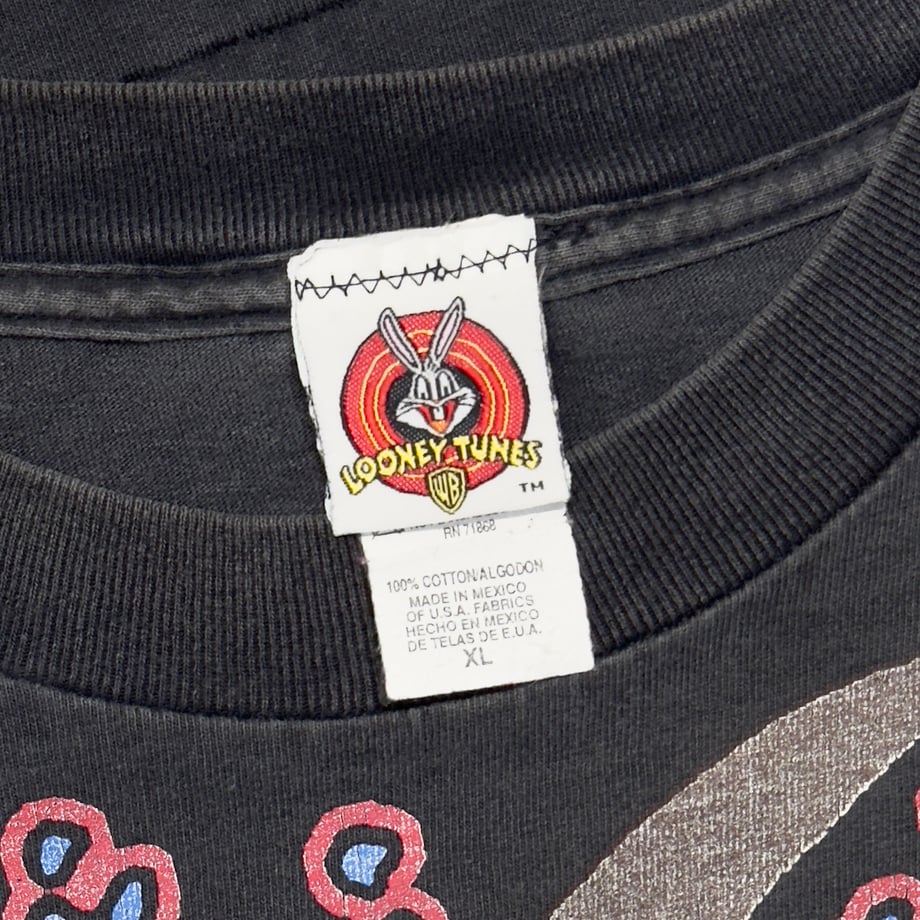 LOONEY TUNES
WB
TM
RN 71868
100% COTTON/ALGODON
MADE IN MEXICO
OF U.S.A. FABRICS
HECHO EN MEXICO
DE TELAS DE E.U.A.
XL